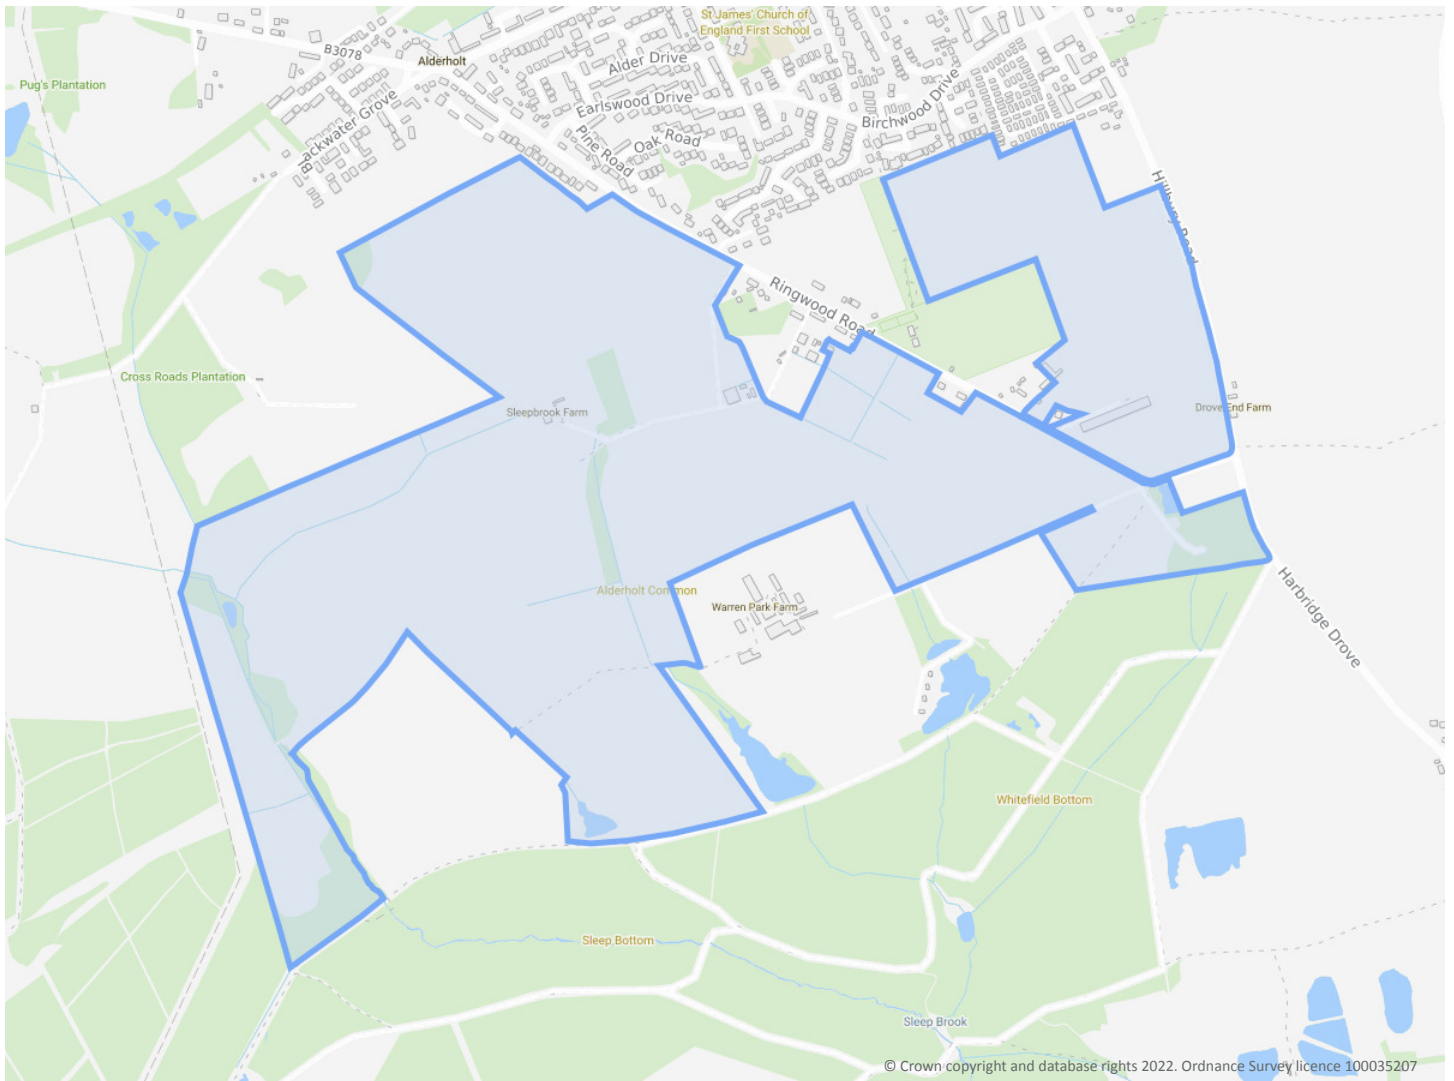 St James' Church of
England First School
B3078
Alderholt
Alder Drive
Pug's Plantation
Earlswood Drive
Birchwood Drive
Blackwater Grove
Pine Road
Oak Road
Hillbury Road
Ringwood Road
Cross Roads Plantation
Sleepbrook Farm
Drove End Farm
Alderholt Common
Warren Park Farm
Harbridge Drove
Whitefield Bottom
Sleep Bottom
Sleep Brook
© Crown copyright and database rights 2022. Ordnance Survey licence 100035207